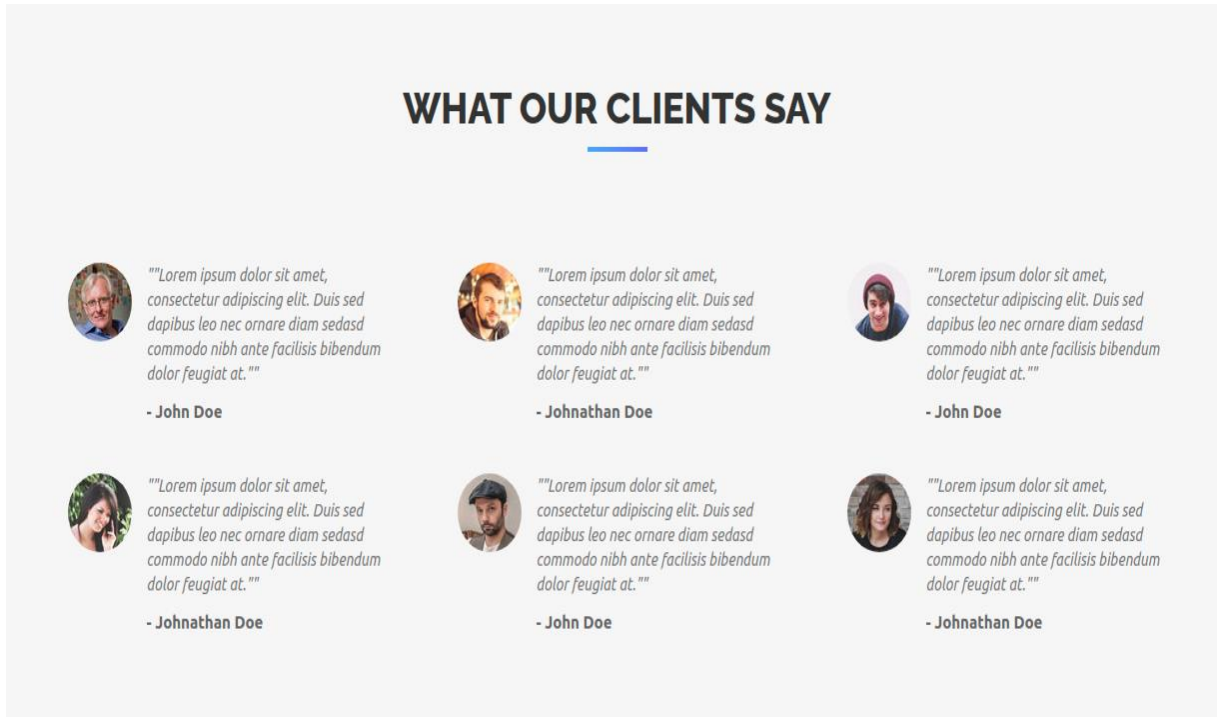 WHAT OUR CLIENTS SAY
""Lorem ipsum dolor sit amet,
consectetur adipiscing elit. Duis sed
dapibus leo nec ornare diam sedasd
commodo nibh ante facilisis bibendum
dolor feugiat at.""
- John Doe
""Lorem ipsum dolor sit amet,
consectetur adipiscing elit. Duis sed
dapibus leo nec ornare diam sedasd
commodo nibh ante facilisis bibendum
dolor feugiat at.""
- Johnathan Doe
""Lorem ipsum dolor sit amet,
consectetur adipiscing elit. Duis sed
dapibus leo nec ornare diam sedasd
commodo nibh ante facilisis bibendum
dolor feugiat at.""
- John Doe
""Lorem ipsum dolor sit amet,
consectetur adipiscing elit. Duis sed
dapibus leo nec ornare diam sedasd
commodo nibh ante facilisis bibendum
dolor feugiat at.""
- Johnathan Doe
""Lorem ipsum dolor sit amet,
consectetur adipiscing elit. Duis sed
dapibus leo nec ornare diam sedasd
commodo nibh ante facilisis bibendum
dolor feugiat at.""
- John Doe
""Lorem ipsum dolor sit amet,
consectetur adipiscing elit. Duis sed
dapibus leo nec ornare diam sedasd
commodo nibh ante facilisis bibendum
dolor feugiat at.""
- Johnathan Doe